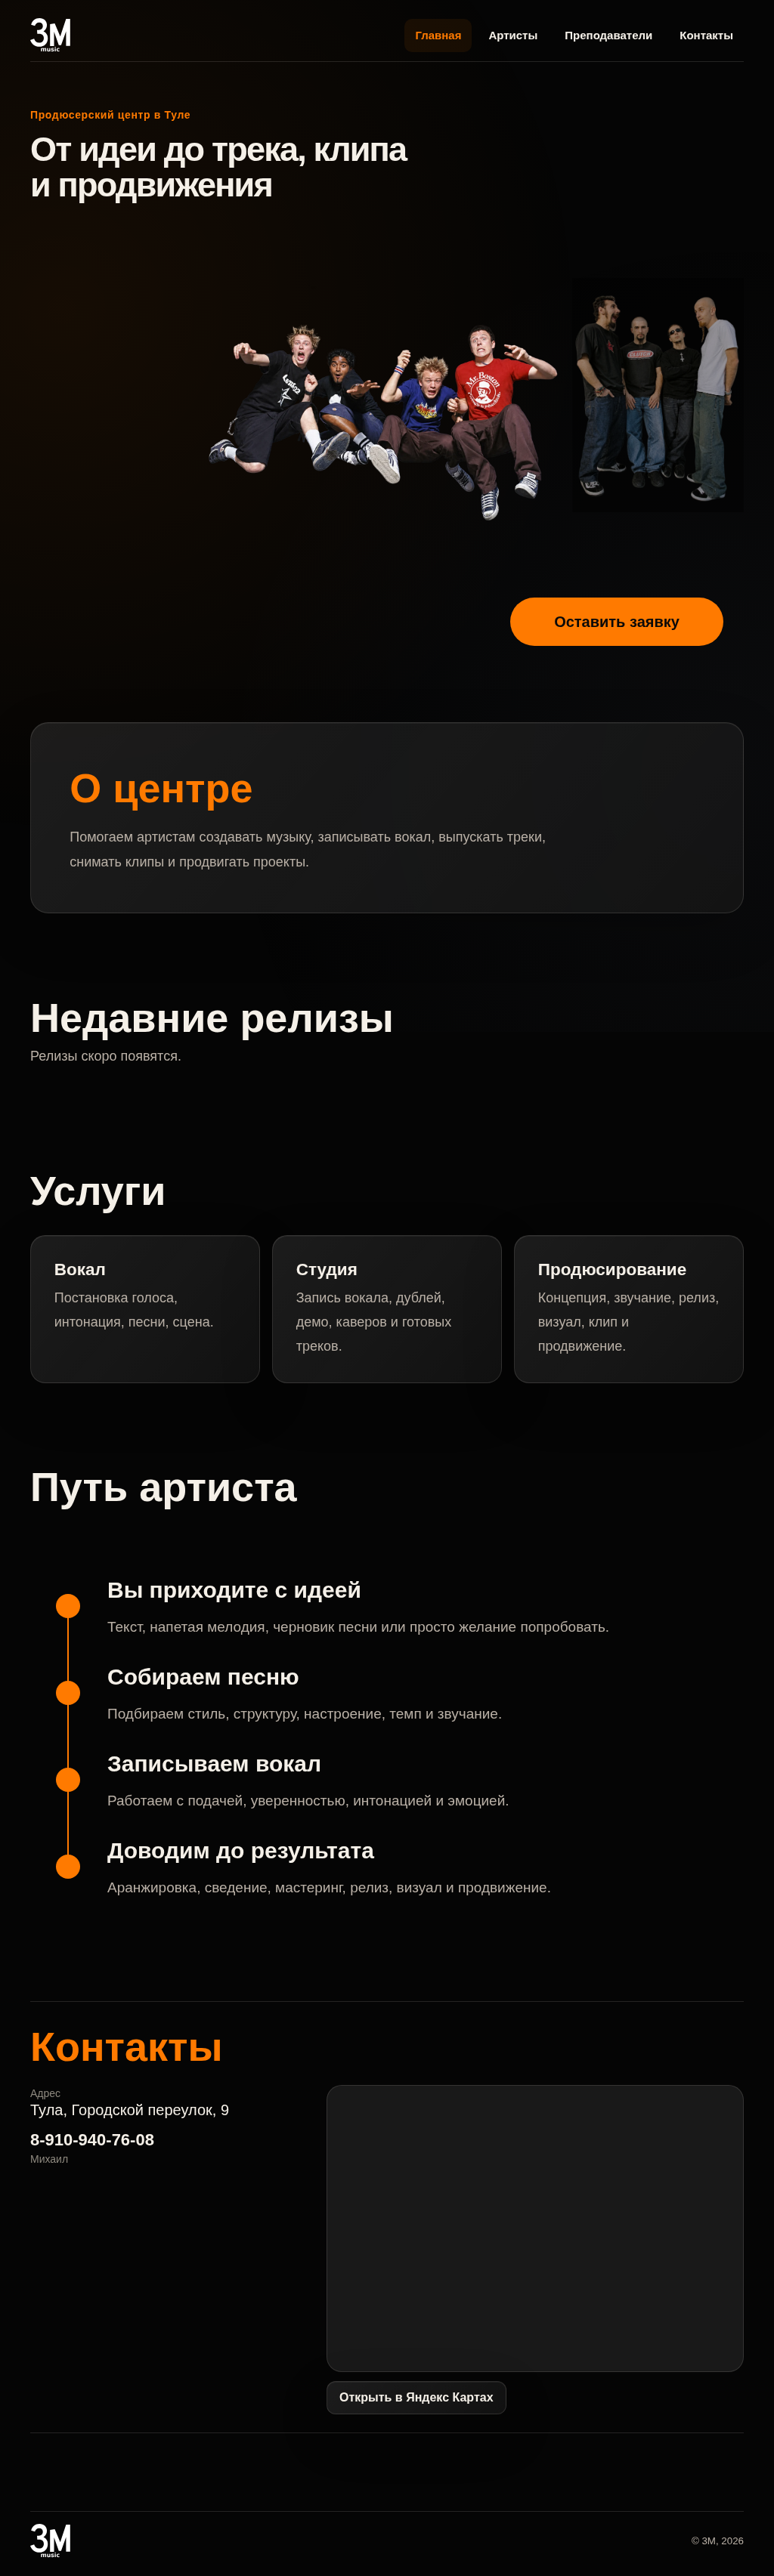 3М
music
Главная
Артисты
Преподаватели
Контакты
Продюсерский центр в Туле
От идеи до трека, клипа
и продвижения
Mr. Boston
Оставить заявку
О центре
Помогаем артистам создавать музыку, записывать вокал, выпускать треки,
снимать клипы и продвигать проекты.
Недавние релизы
Релизы скоро появятся.
Услуги
Вокал
Постановка голоса,
интонация, песни, сцена.
Студия
Запись вокала, дублей,
демо, каверов и готовых
треков.
Продюсирование
Концепция, звучание, релиз,
визуал, клип и
продвижение.
Путь артиста
Вы приходите с идеей
Текст, напетая мелодия, черновик песни или просто желание попробовать.
Собираем песню
Подбираем стиль, структуру, настроение, темп и звучание.
Записываем вокал
Работаем с подачей, уверенностью, интонацией и эмоцией.
Доводим до результата
Аранжировка, сведение, мастеринг, релиз, визуал и продвижение.
Контакты
Адрес
Тула, Городской переулок, 9
8-910-940-76-08
Михаил
Открыть в Яндекс Картах
3М
music
© 3М, 2026